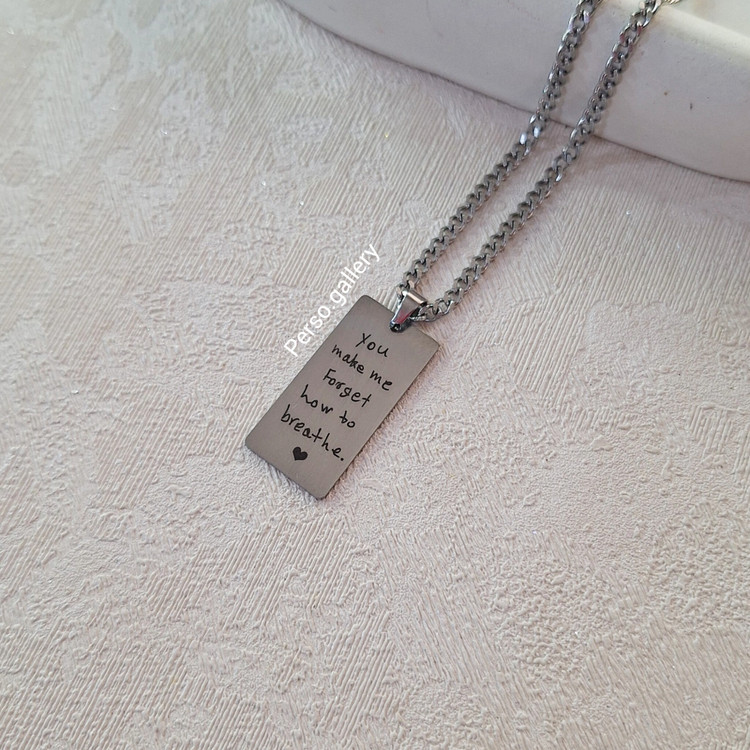 Perso.gallery
You
make me
Forget
how to
breathe.
♥